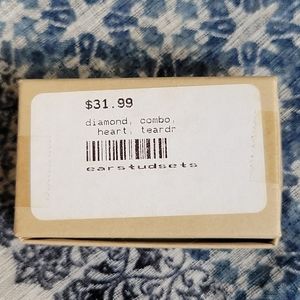 $31.99
diamond, combo,
heart, teardr
earstudsets